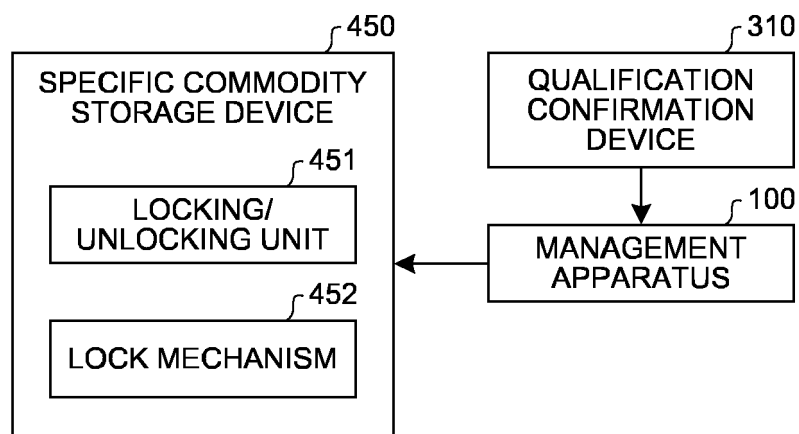 450
SPECIFIC COMMODITY
STORAGE DEVICE
451
LOCKING/
UNLOCKING UNIT
452
LOCK MECHANISM
310
QUALIFICATION
CONFIRMATION
DEVICE
100
MANAGEMENT
APPARATUS